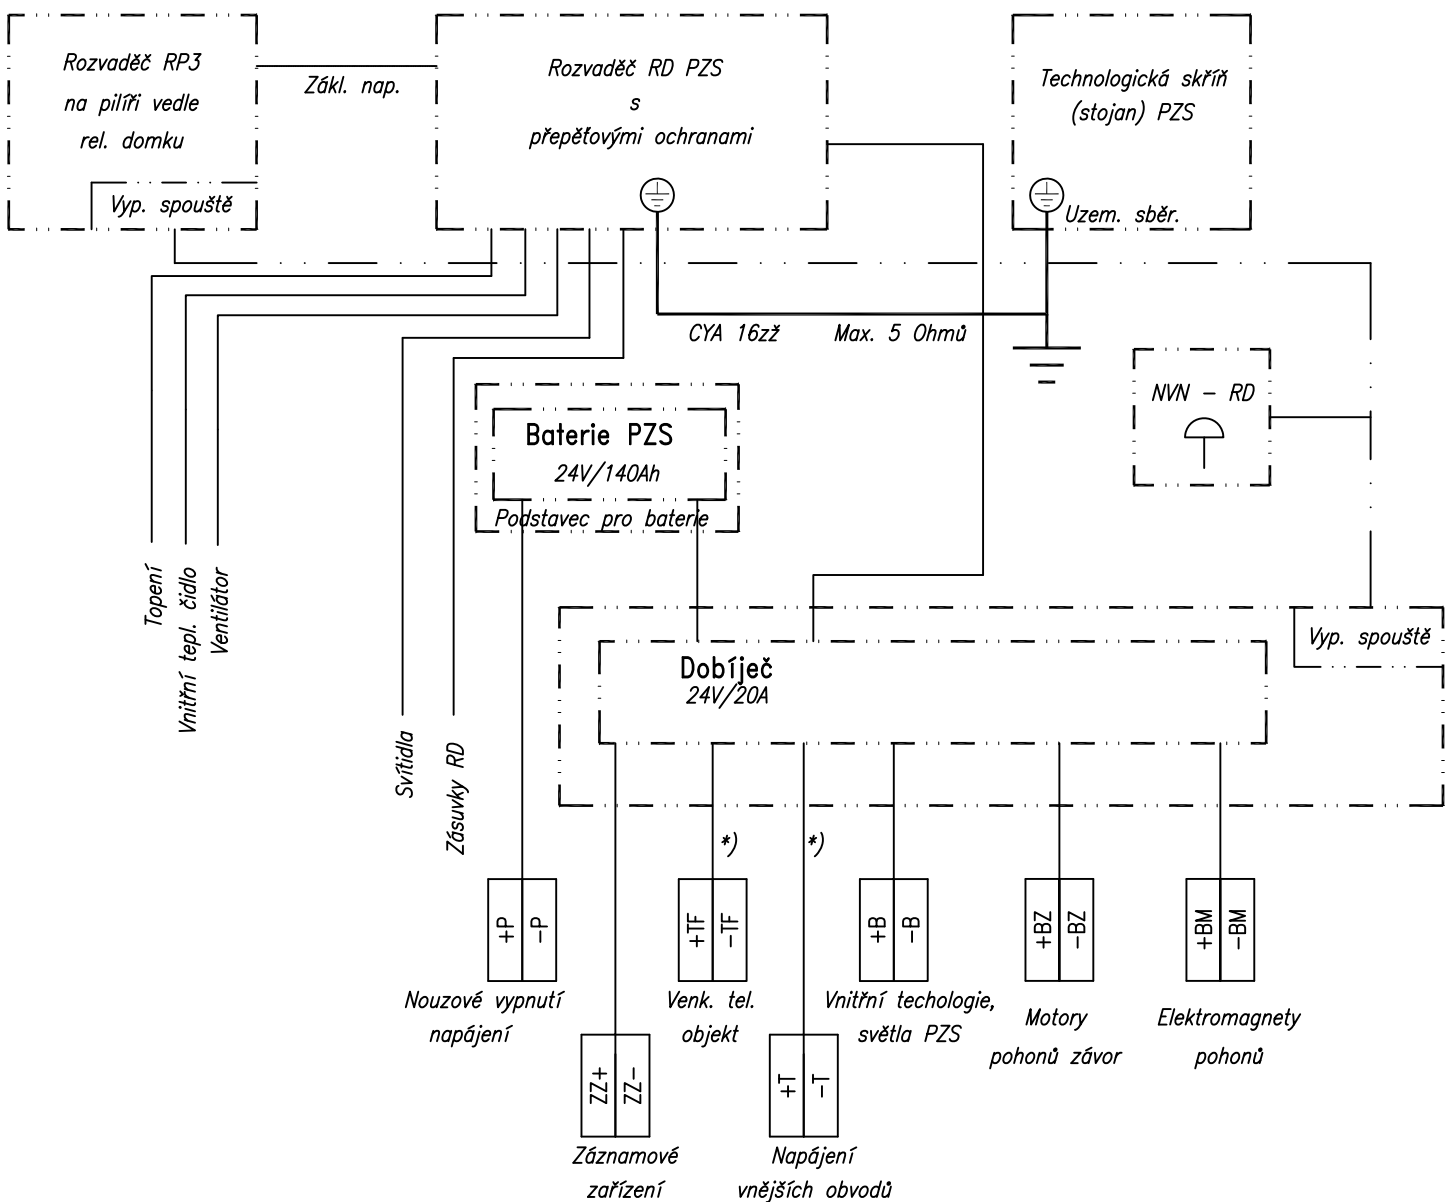 Rozvaděč RP3
na pilíři vedle
rel. domku
Vyp. spouště
Zákl. nap.
Rozvaděč RD PZS
s
přepěťovými ochranami
Technologická skříň
(stojan) PZS
Uzem. sběr.
CYA 16zž
Max. 5 Ohmů
NVN - RD
Baterie PZS
24V/140Ah
Podstavec pro baterie
Topení
Vnitřní tepl. čidlo
Ventilátor
Svítidla
Zásuvky RD
Vyp. spouště
Dobíječ
24V/20A
*)
*)
+P
-P
+TF
-TF
+B
-B
+BZ
-BZ
+BM
-BM
Nouzové vypnutí
napájení
Venk. tel.
objekt
Vnitřní techologie,
světla PZS
Motory
pohonů závor
Elektromagnety
pohonů
ZZ+
ZZ-
+T
-T
Záznamové
zařízení
Napájení
vnějších obvodů